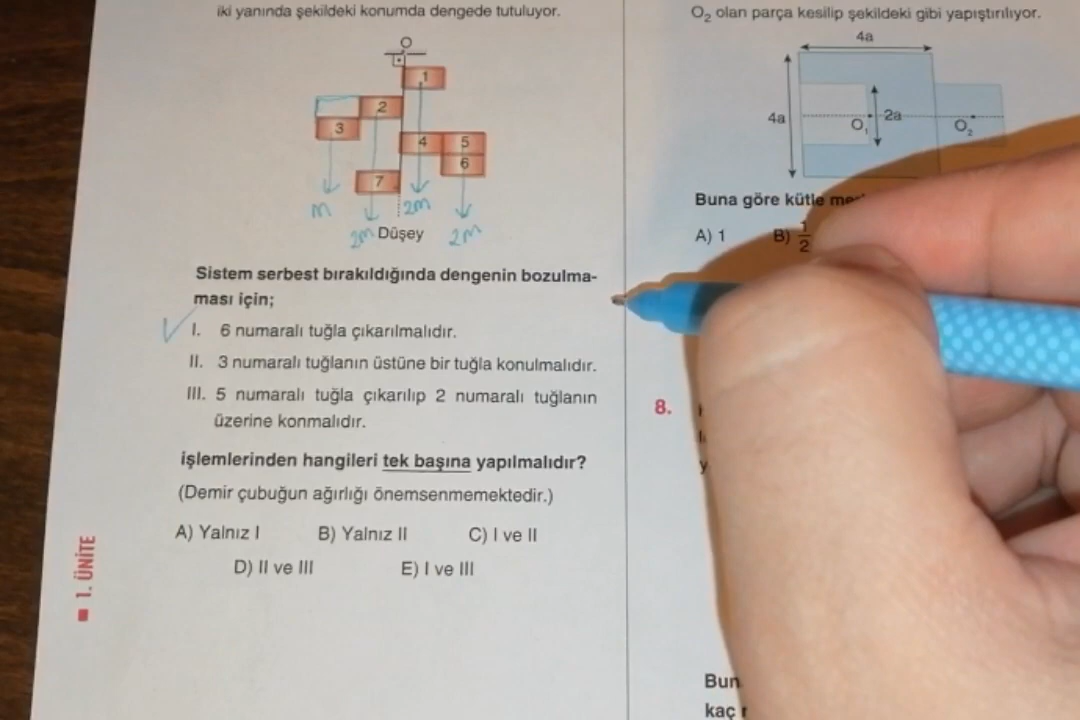 iki yanında şekildeki konumda dengede tutuluyor.
O
1
2
3
4
5
6
7
m
2m
2m
2m
Düşey
Sistem serbest bırakıldığında dengenin bozulma-
ması için;
I. 6 numaralı tuğla çıkarılmalıdır.
II. 3 numaralı tuğlanın üstüne bir tuğla konulmalıdır.
III. 5 numaralı tuğla çıkarılıp 2 numaralı tuğlanın
üzerine konmalıdır.
işlemlerinden hangileri tek başına yapılmalıdır?
(Demir çubuğun ağırlığı önemsenmemektedir.)
A) Yalnız I B) Yalnız II C) I ve II
D) II ve III E) I ve III
1. ÜNİTE
O₂ olan parça kesilip şekildeki gibi yapıştırılıyor.
4a
4a
2a
O₁
O₂
Buna göre kütle
A) 1 B) 1/2
8.